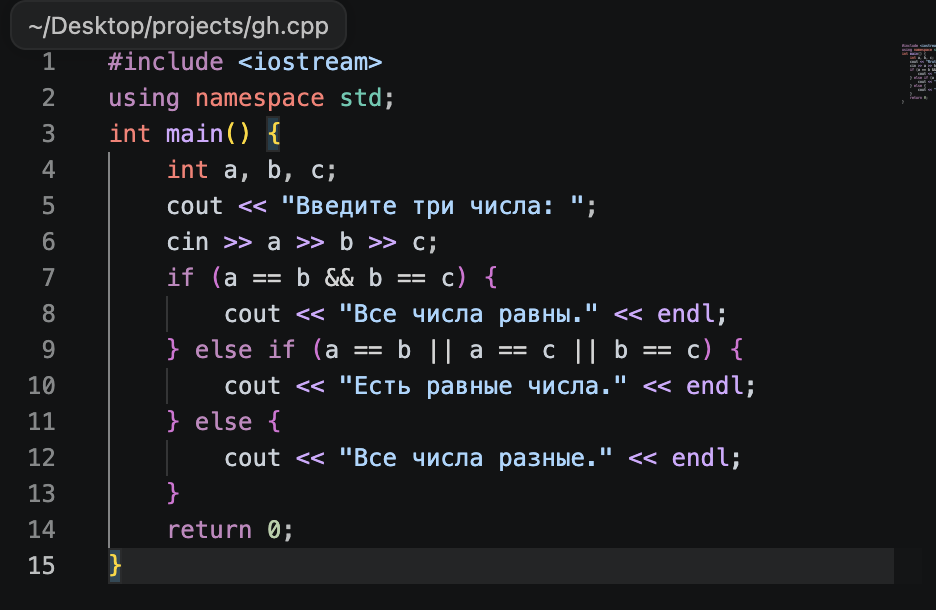 ~/Desktop/projects/gh.cpp
1 #include <iostream>
2 using namespace std;
3 int main() {
4     int a, b, c;
5     cout << "Введите три числа: ";
6     cin >> a >> b >> c;
7     if (a == b && b == c) {
8         cout << "Все числа равны." << endl;
9     } else if (a == b || a == c || b == c) {
10         cout << "Есть равные числа." << endl;
11     } else {
12         cout << "Все числа разные." << endl;
13     }
14     return 0;
15 }